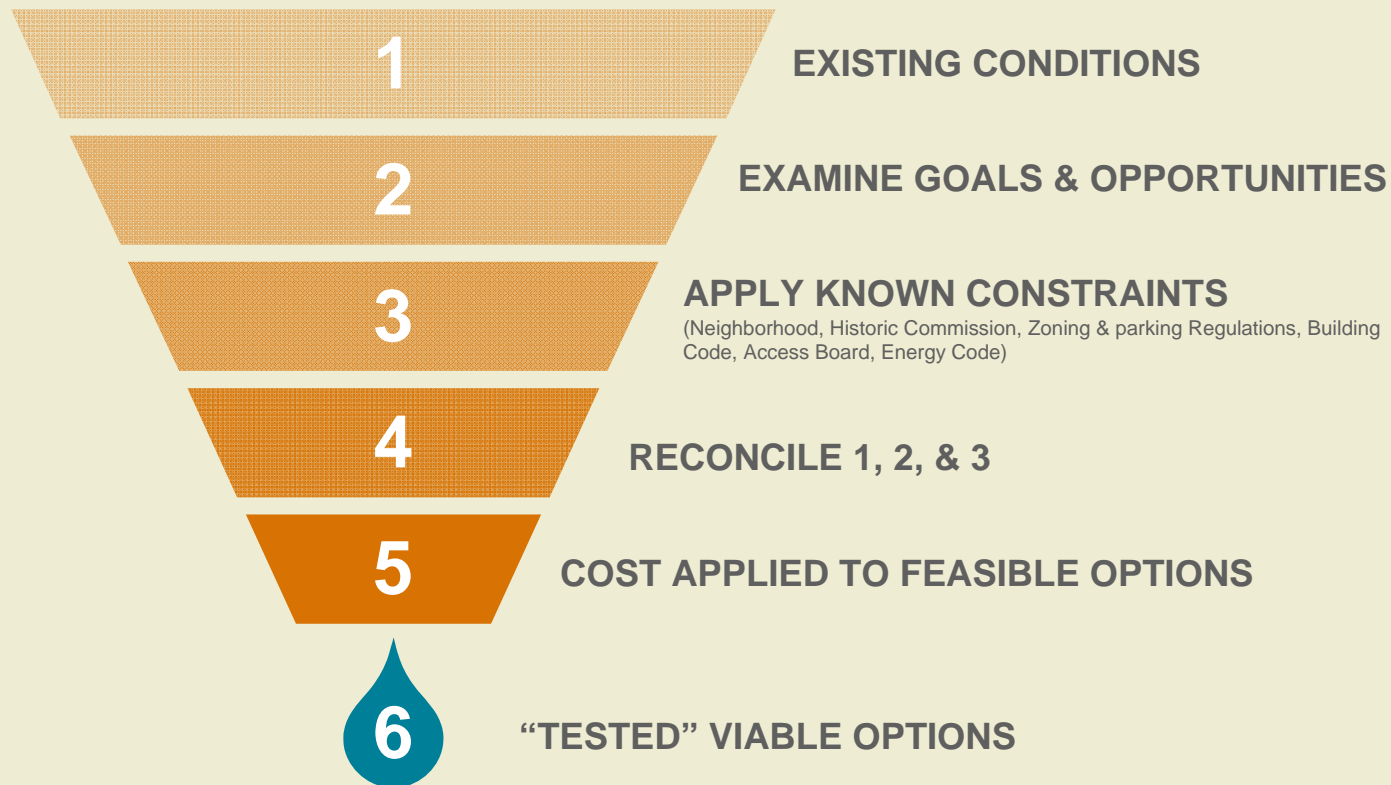 1
EXISTING CONDITIONS
2
EXAMINE GOALS & OPPORTUNITIES
3
APPLY KNOWN CONSTRAINTS
(Neighborhood, Historic Commission, Zoning & parking Regulations, Building
Code, Access Board, Energy Code)
4
RECONCILE 1, 2, & 3
5
COST APPLIED TO FEASIBLE OPTIONS
6
“TESTED” VIABLE OPTIONS